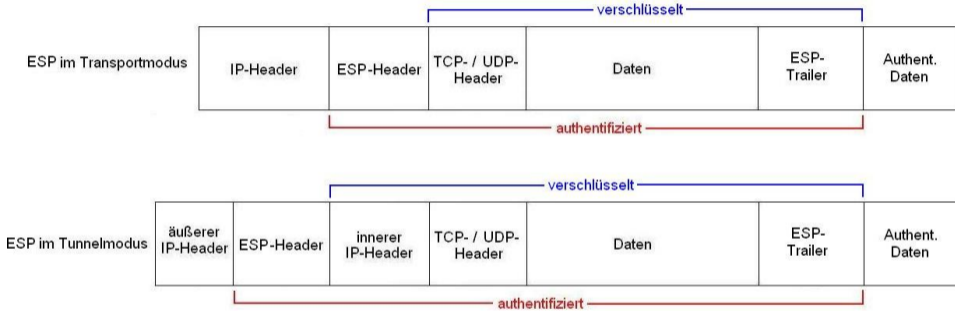 verschlüsselt
ESP im Transportmodus
IP-Header
ESP-Header
TCP- / UDP-
Header
Daten
ESP-
Trailer
Authent.
Daten
authentifiziert
verschlüsselt
ESP im Tunnelmodus
äußerer
IP-Header
ESP-Header
innerer
IP-Header
TCP- / UDP-
Header
Daten
ESP-
Trailer
Authent.
Daten
authentifiziert